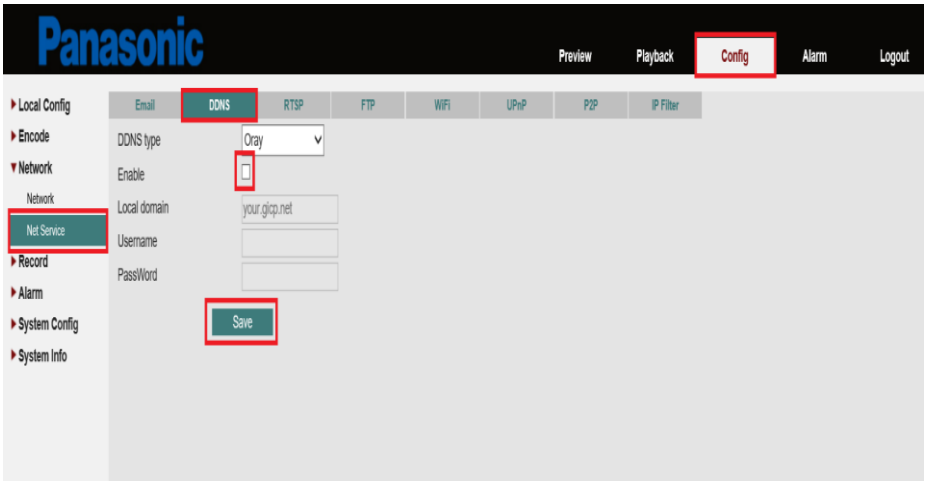 Panasonic
Preview Playback Config Alarm Logout
Local Config
Encode
Network
Network
Net Service
Record
Alarm
System Config
System Info
Email DDNS RTSP FTP WiFi UPnP P2P IP Filter
DDNS type Oray
Enable
Local domain your.gicp.net
Username
PassWord
Save